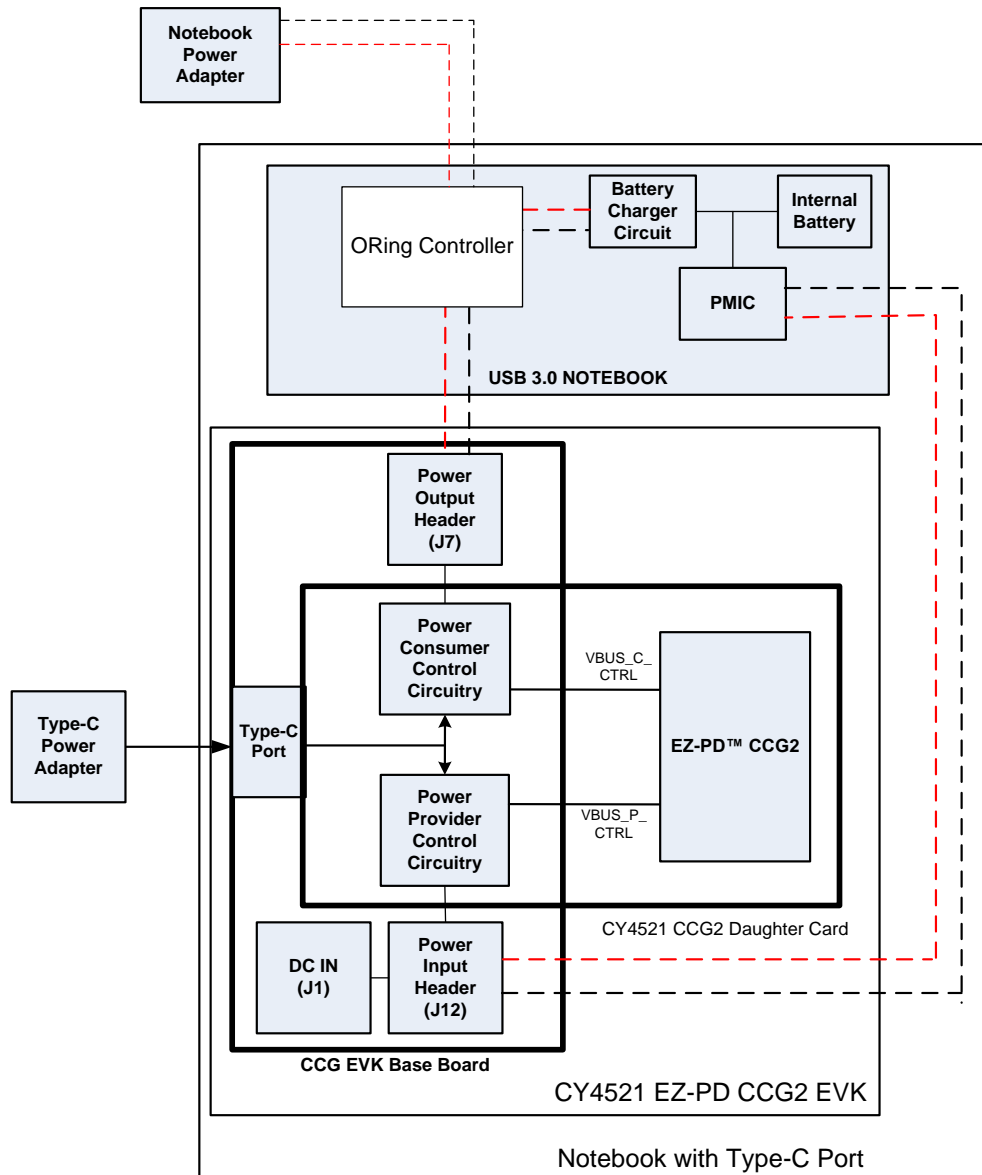 Notebook
Power
Adapter
ORing Controller
Battery
Charger
Circuit
Internal
Battery
PMIC
USB 3.0 NOTEBOOK
Power
Output
Header
(J7)
Power
Consumer
Control
Circuitry
VBUS_C_
CTRL
Type-C
Power
Adapter
Type-C
Port
EZ-PD™ CCG2
Power
Provider
Control
Circuitry
VBUS_P_
CTRL
CY4521 CCG2 Daughter Card
DC IN
(J1)
Power
Input
Header
(J12)
CCG EVK Base Board
CY4521 EZ-PD CCG2 EVK
Notebook with Type-C Port